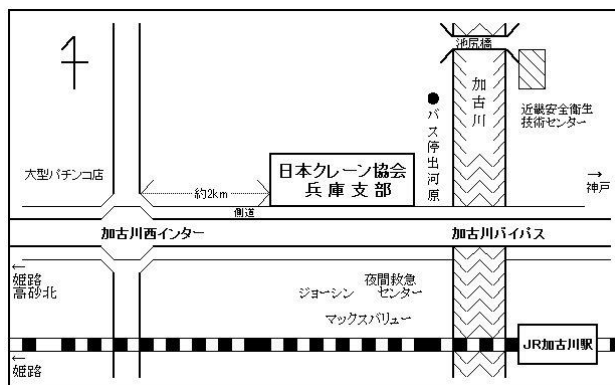 池尻橋
加古川
近畿安全衛生
技術センター
●バス停出河原
大型パチンコ店
約2km
日本クレーン協会
兵庫支部
→
神戸
側道
加古川西インター
加古川バイパス
←
姫路
高砂北
夜間救急
センター
ジョーシン
マックスバリュー
JR加古川駅
←
姫路